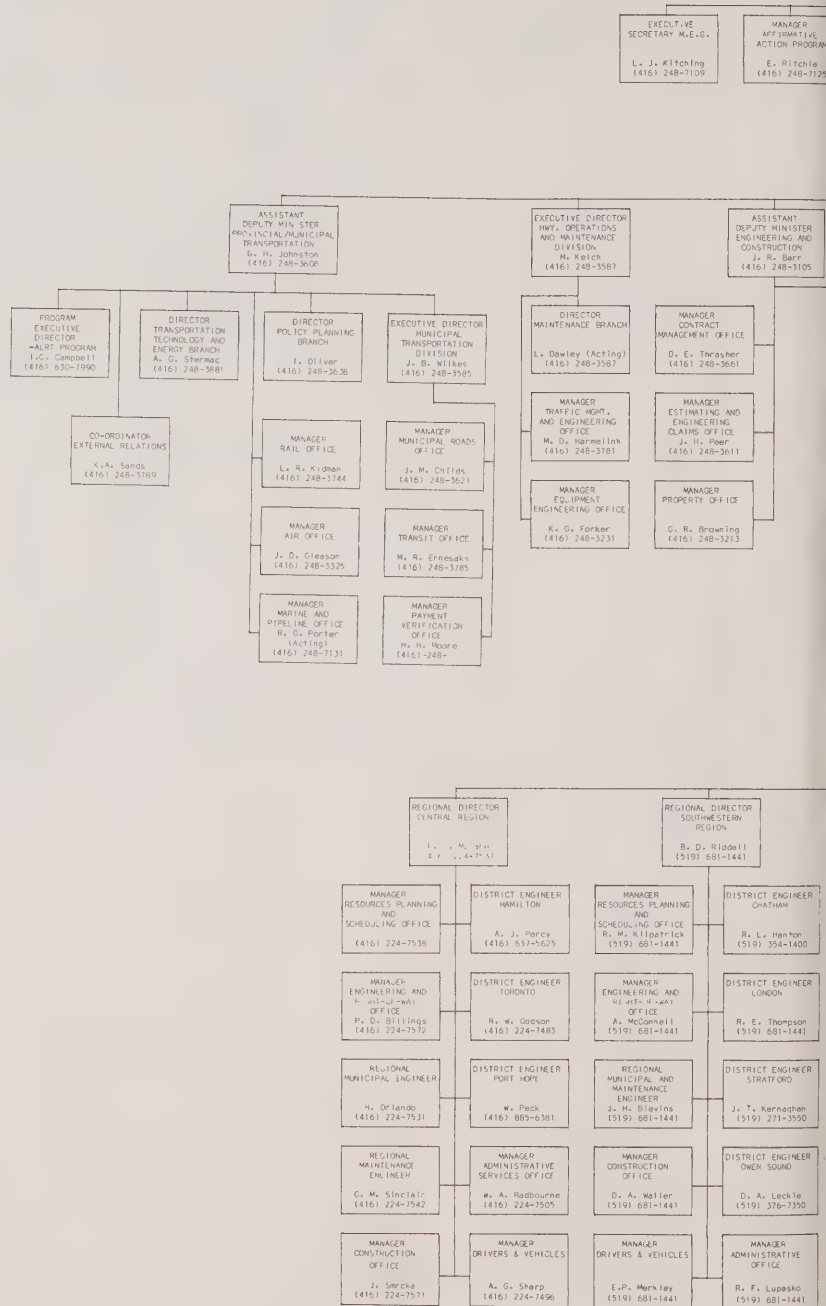 EXECUTIVE
SECRETARY M.E.G.
L. J. Kitching
(416) 248-7109
MANAGER
AFFIRMATIVE
ACTION PROGRAM
E. Ritchie
(416) 248-7125
ASSISTANT
DEPUTY MINISTER
PROVINCIAL/MUNICIPAL
TRANSPORTATION
G. H. Johnston
(416) 248-3608
EXECUTIVE DIRECTOR
HWY. OPERATIONS
AND MAINTENANCE
DIVISION
M. Kelch
(416) 248-3587
ASSISTANT
DEPUTY MINISTER
ENGINEERING AND
CONSTRUCTION
J. R. Barr
(416) 248-3105
PROGRAM
EXECUTIVE
DIRECTOR
-ALRT PROGRAM
I.C. Campbell
(416) 630-7990
DIRECTOR
TRANSPORTATION
TECHNOLOGY AND
ENERGY BRANCH
A. G. Stermac
(416) 248-3881
DIRECTOR
POLICY PLANNING
BRANCH
I. Oliver
(416) 248-3636
EXECUTIVE DIRECTOR
MUNICIPAL
TRANSPORTATION
DIVISION
J. B. Wilkes
(416) 248-3585
DIRECTOR
MAINTENANCE BRANCH
L. Dawley (Acting)
(416) 248-3587
MANAGER
CONTRACT
MANAGEMENT OFFICE
D. E. Thrasher
(416) 248-3661
CO-ORDINATOR
EXTERNAL RELATIONS
K.A. Sands
(416) 248-3789
MANAGER
RAIL OFFICE
L. R. Kidman
(416) 248-3744
MANAGER
MUNICIPAL ROADS
OFFICE
J. M. Childs
(416) 248-3621
MANAGER
TRAFFIC MGMT.
AND ENGINEERING
OFFICE
M. D. Harmelink
(416) 248-3781
MANAGER
ESTIMATING AND
ENGINEERING
CLAIMS OFFICE
J. H. Peer
(416) 248-3611
MANAGER
AIR OFFICE
J. D. Gleason
(416) 248-3325
MANAGER
TRANSIT OFFICE
M. R. Ernesaks
(416) 248-3785
MANAGER
EQUIPMENT
ENGINEERING OFFICE
K. G. Forker
(416) 248-3231
MANAGER
PROPERTY OFFICE
G. R. Browning
(416) 248-3213
MANAGER
MARINE AND
PIPELINE OFFICE
R. G. Porter
(Acting)
(416) 248-7131
MANAGER
PAYMENT
VERIFICATION
OFFICE
H. H. Moore
(416)-248-
REGIONAL DIRECTOR
CENTRAL REGION
REGIONAL DIRECTOR
SOUTHWESTERN
REGION
B. D. Riddell
(519) 681-1441
MANAGER
RESOURCES PLANNING
AND
SCHEDULING OFFICE
(416) 224-7538
DISTRICT ENGINEER
HAMILTON
A. J. Percy
(416) 637-5625
MANAGER
RESOURCES PLANNING
AND
SCHEDULING OFFICE
R. M. Kilpatrick
(519) 681-1441
DISTRICT ENGINEER
CHATHAM
R. L. Hanton
(519) 354-1400
MANAGER
ENGINEERING AND
RIGHT-OF-WAY
OFFICE
P. D. Billings
(416) 224-7572
DISTRICT ENGINEER
TORONTO
R. W. Oddson
(416) 224-7483
MANAGER
ENGINEERING AND
RIGHT-OF-WAY
OFFICE
A. McConnell
(519) 681-1441
DISTRICT ENGINEER
LONDON
R. E. Thompson
(519) 681-1441
REGIONAL
MUNICIPAL ENGINEER
H. Orlando
(416) 224-7531
DISTRICT ENGINEER
PORT HOPE
W. Peck
(416) 885-6381
REGIONAL
MUNICIPAL AND
MAINTENANCE
ENGINEER
J. H. Blevins
(519) 681-1441
DISTRICT ENGINEER
STRATFORD
J. T. Kernaghan
(519) 271-3550
REGIONAL
MAINTENANCE
ENGINEER
G. M. Sinclair
(416) 224-7542
MANAGER
ADMINISTRATIVE
SERVICES OFFICE
W. A. Radbourne
(416) 224-7505
MANAGER
CONSTRUCTION
OFFICE
D. A. Waller
(519) 681-1441
DISTRICT ENGINEER
OWEN SOUND
D. A. Leckie
(519) 376-7350
MANAGER
CONSTRUCTION
OFFICE
J. Smrcka
(416) 224-7571
MANAGER
DRIVERS & VEHICLES
A. G. Sharp
(416) 224-7496
MANAGER
DRIVERS & VEHICLES
E.P. Merkley
(519) 681-1441
MANAGER
ADMINISTRATIVE
OFFICE
R. F. Lupasko
(519) 681-1441